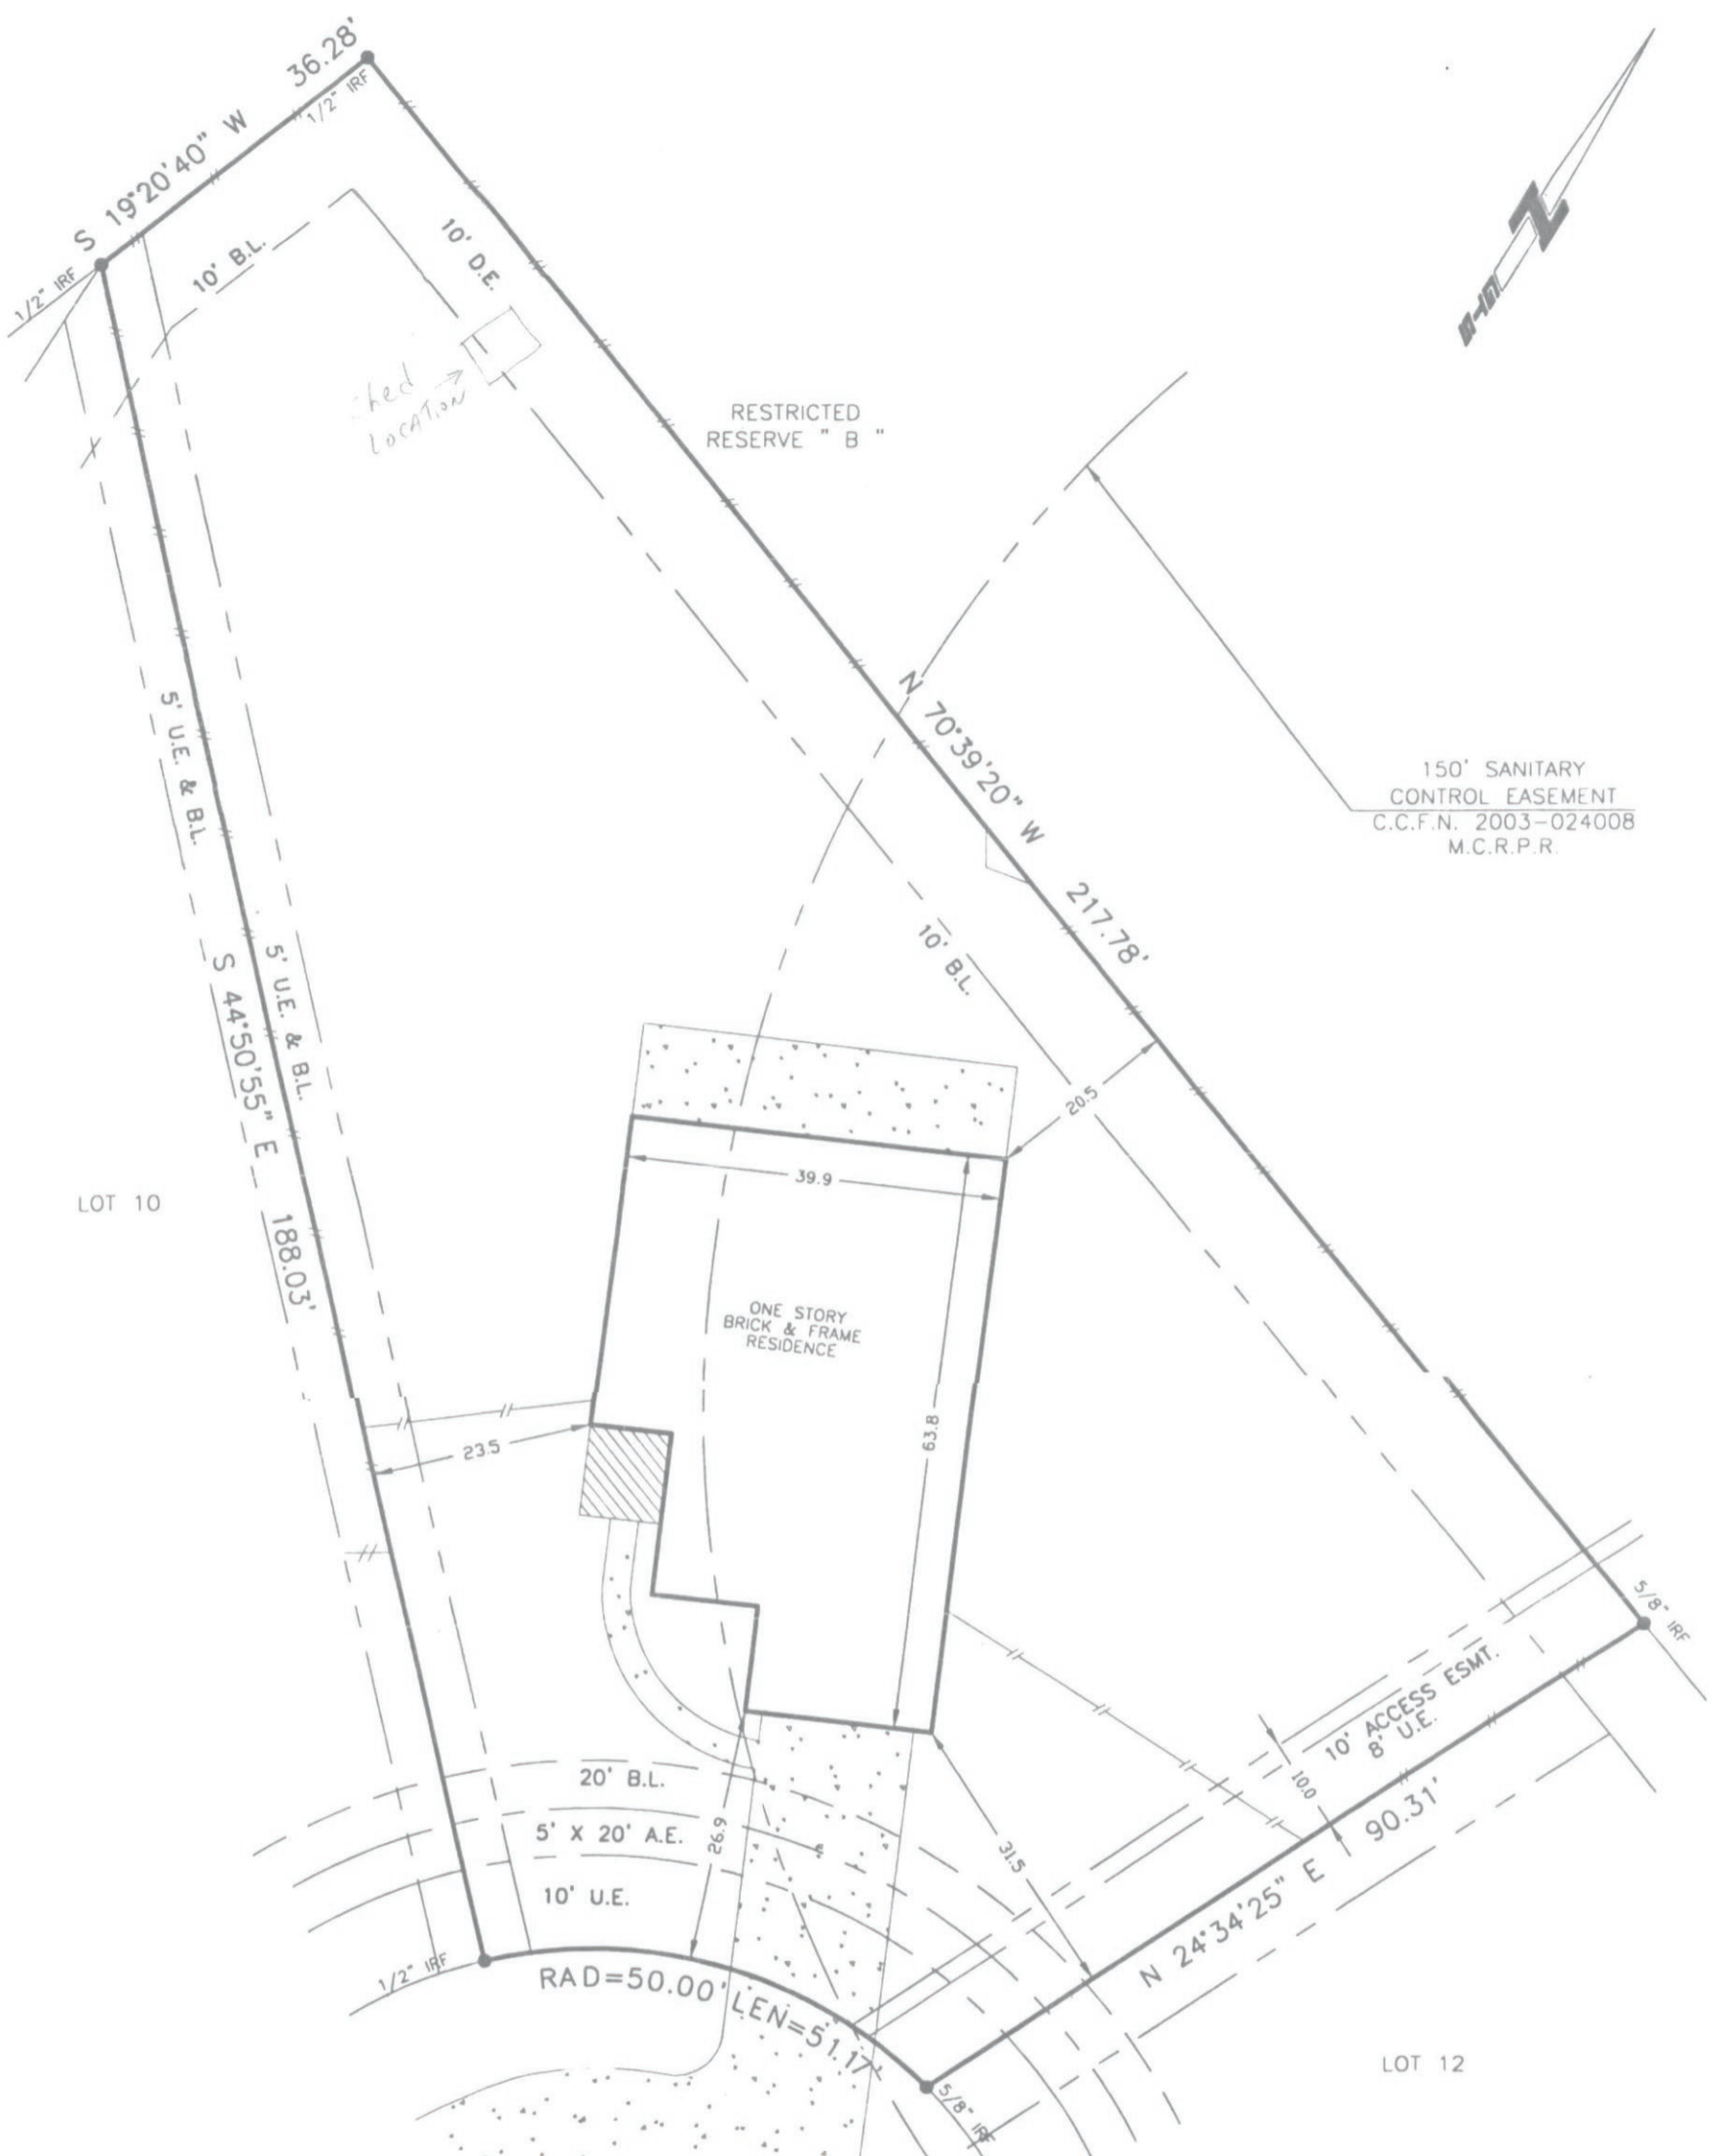 36.28'
1/2" IRF
S 19°20'40" W
1/2" IRF
10' B.L.
10' D.E.
N
LOCATION
RESTRICTED
RESERVE " B "
150' SANITARY
CONTROL EASEMENT
C.C.F.N. 2003-024008
M.C.R.P.R.
N 70°39'20" W 217.78'
5' U.E. & B.L.
5' U.E. & B.L.
S 44°50'55" E 188.03'
10' B.L.
20.5
39.9
LOT 10
ONE STORY
BRICK & FRAME
RESIDENCE
63.8
23.5
5/8" IRF
10' ACCESS ESMT.
8' U.E.
10.0
N 24°34'25" E 90.31'
20' B.L.
5' X 20' A.E.
10' U.E.
26.9
31.5
1/2" IRF
RAD=50.00' LEN=51.17'
5/8" IRF
LOT 12